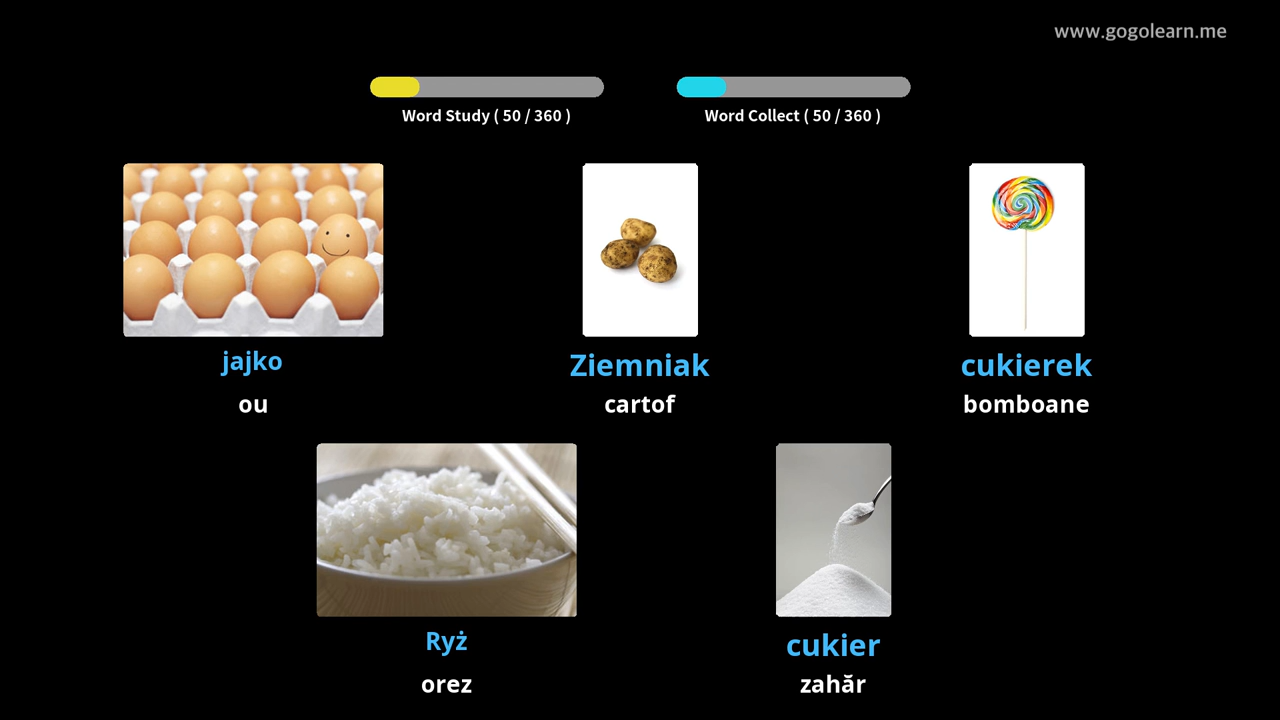 www.gogolearn.me
Word Study ( 50 / 360 )
Word Collect ( 50 / 360 )
jajko
ou
Ziemniak
cartof
cukierek
bomboane
Ryż
orez
cukier
zahăr